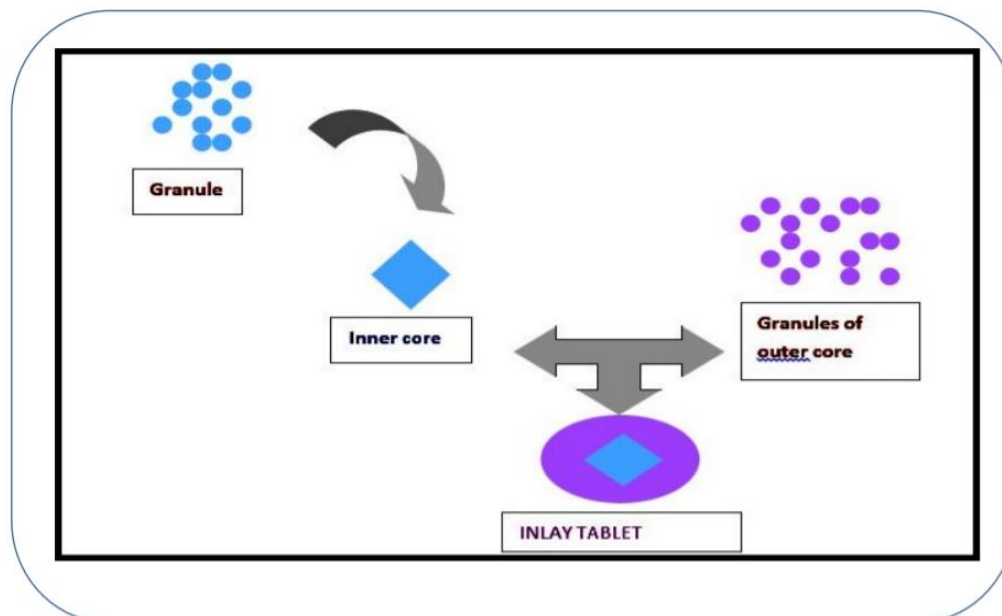 Granule
Inner core
Granules of
outer core
INLAY TABLET